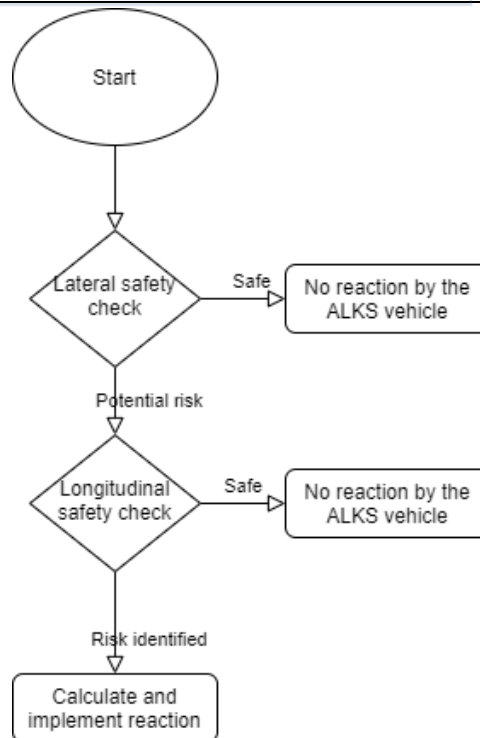 Start
Lateral safety
check
Safe
No reaction by the
ALKS vehicle
Potential risk
Longitudinal
safety check
Safe
No reaction by the
ALKS vehicle
Risk identified
Calculate and
implement reaction